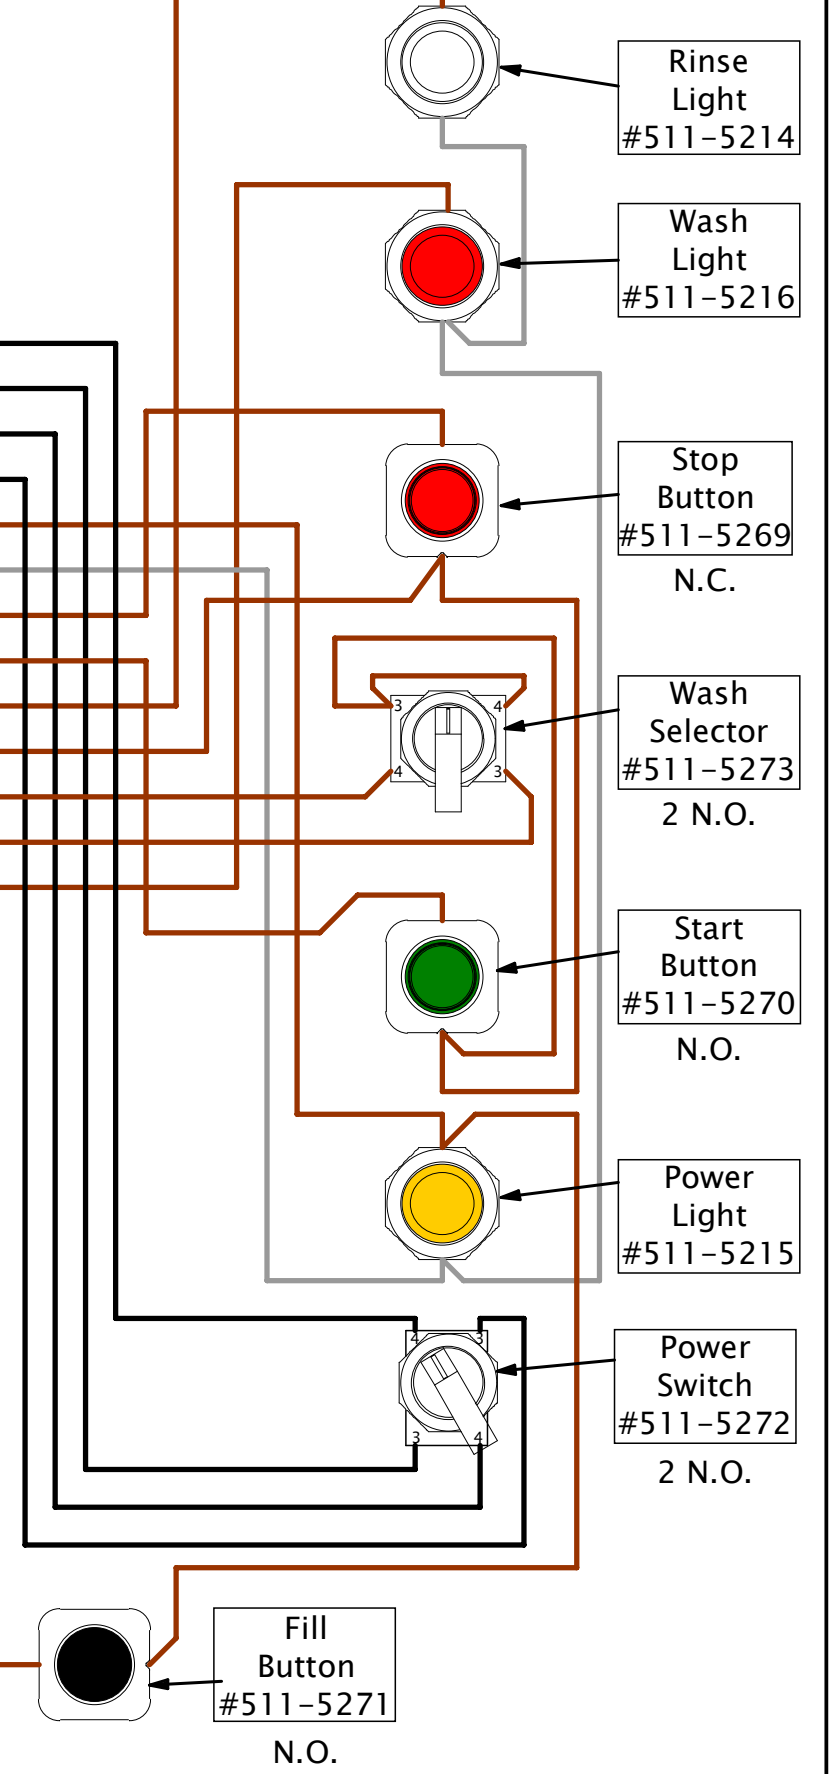 Rinse
Light
#511-5214
Wash
Light
#511-5216
Stop
Button
#511-5269
N.C.
3 4
Wash
Selector
#511-5273
4 3
2 N.O.
Start
Button
#511-5270
N.O.
Power
Light
#511-5215
4 3
Power
Switch
#511-5272
3 4
2 N.O.
Fill
Button
#511-5271
N.O.